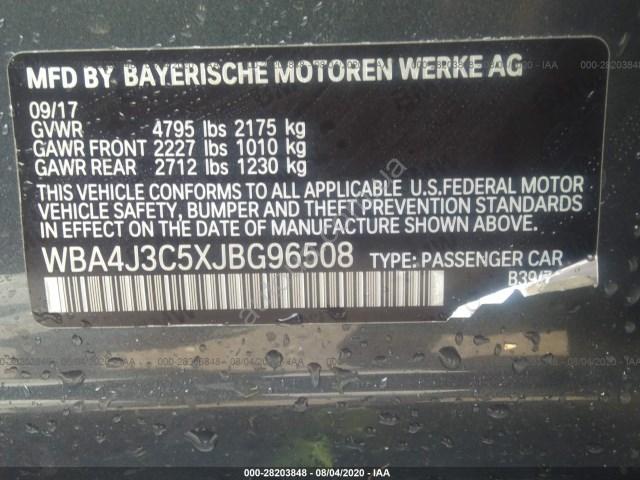 MFD BY BAYERISCHE MOTOREN WERKE AG
09/17
GVWR 4795 lbs 2175 kg
GAWR FRONT 2227 lbs 1010 kg
GAWR REAR 2712 lbs 1230 kg
THIS VEHICLE CONFORMS TO ALL APPLICABLE U.S.FEDERAL MOTOR
VEHICLE SAFETY, BUMPER AND THEFT PREVENTION STANDARDS
IN EFFECT ON THE DATE OF MANUFACTURE SHOWN ABOVE.
WBA4J3C5XJBG96508 TYPE: PASSENGER CAR
B39/7
000-28203848 - 08/04/2020 - IAA